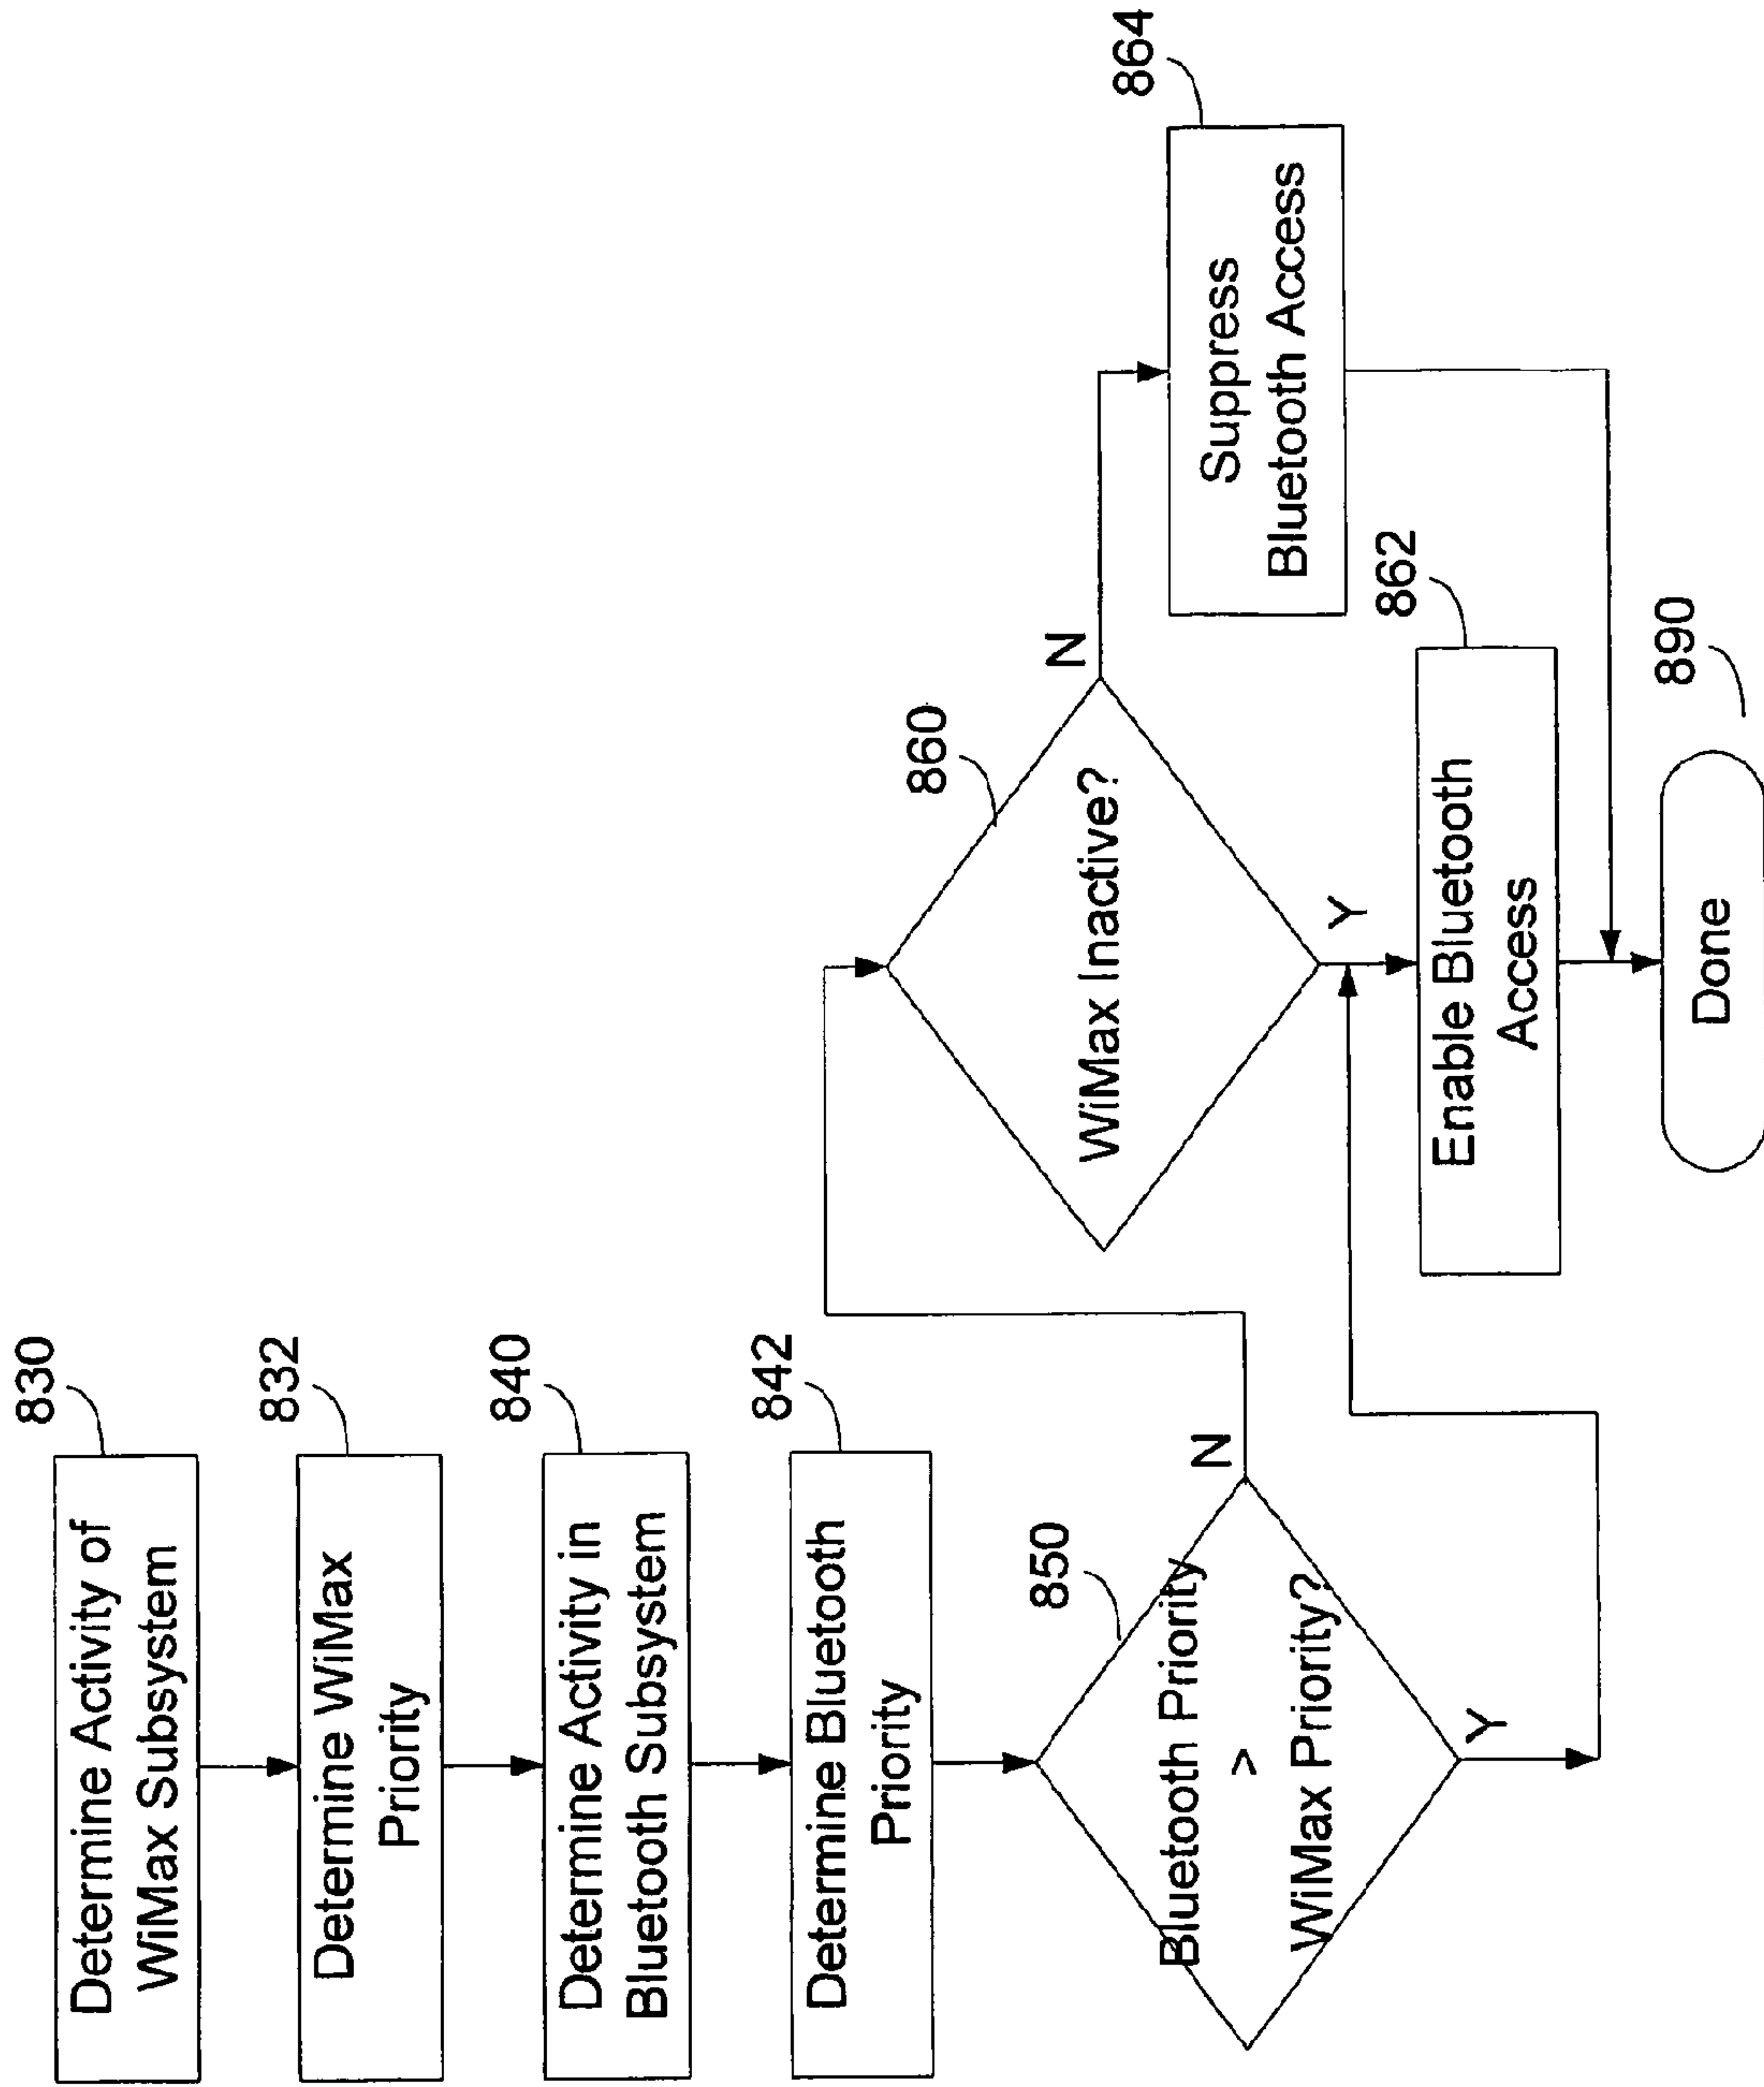 830
Determine Activity of
WiMax Subsystem
832
Determine WiMax
Priority
840
Determine Activity in
Bluetooth Subsystem
842
Determine Bluetooth
Priority
850
Bluetooth Priority
>
WiMax Priority?
N
Y
860
WiMax Inactive?
N
Y
864
Suppress
Bluetooth Access
862
Enable Bluetooth
Access
890
Done